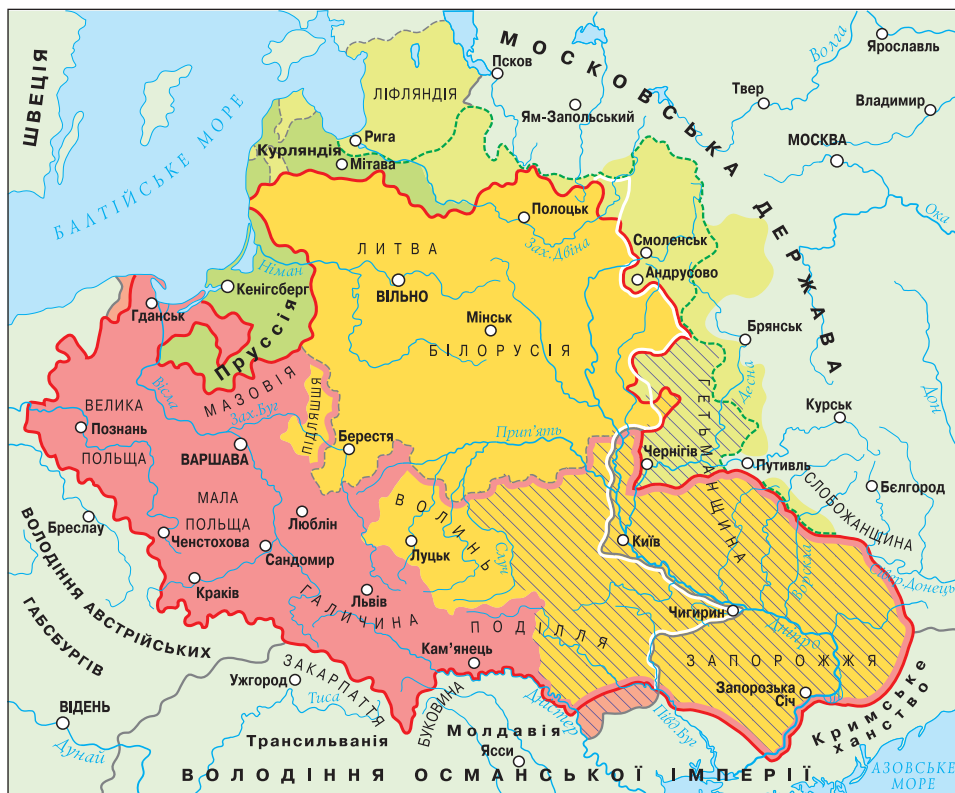 ШВЕЦІЯ
БАЛТІЙСЬКЕ МОРЕ
МОСКОВСЬКА ДЕРЖАВА
Псков
Ям-Запольський
Твер
Волга
Ярославль
Владимир
МОСКВА
Ока
ЛІФЛЯНДІЯ
Рига
Курляндія
Мітава
Полоцьк
Зах. Двіна
Смоленськ
Андрусово
ЛИТВА
Німан
ВІЛЬНО
Кенігсберг
Гданськ
Пруссія
Мінськ
БІЛОРУСІЯ
Брянськ
Десна
Дон
ГЕТЬМАНЩИНА
Курськ
МАЗОВІЯ
Вісла
Зах. Буг
ВЕЛИКА
ПОЛЬЩА
Познань
ВАРШАВА
ПІДЛЯШШЯ
Берестя
Прип'ять
Чернігів
Путивль
СЛОБОЖАНЩИНА
Бєлгород
МАЛА
ПОЛЬЩА
Люблін
Бреслау
Ченстохова
Сандомир
Краків
ВОЛИНЬ
Луцьк
Случ
Київ
Ворскла
Сівер. Донець
ВОЛОДІННЯ АВСТРІЙСЬКИХ
ГАБСБУРГІВ
Львів
ГАЛИЧИНА
ПОДІЛЛЯ
Кам'янець
Чигирин
Дніпро
ЗАПОРОЖЖЯ
Запорозька
Січ
Кримське
ханство
ЗАКАРПАТТЯ
Ужгород
Тиса
БУКОВИНА
Дністер
Півд. Буг
ВІДЕНЬ
Дунай
Трансильванія
Молдавія
Ясси
ВОЛОДІННЯ ОСМАНСЬКОЇ ІМПЕРІЇ
АЗОВСЬКЕ
МОРЕ